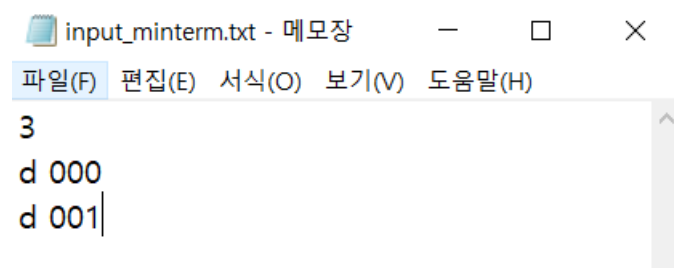 input_minterm.txt - 메모장
파일(F) 편집(E) 서식(O) 보기(V) 도움말(H)
3
d 000
d 001